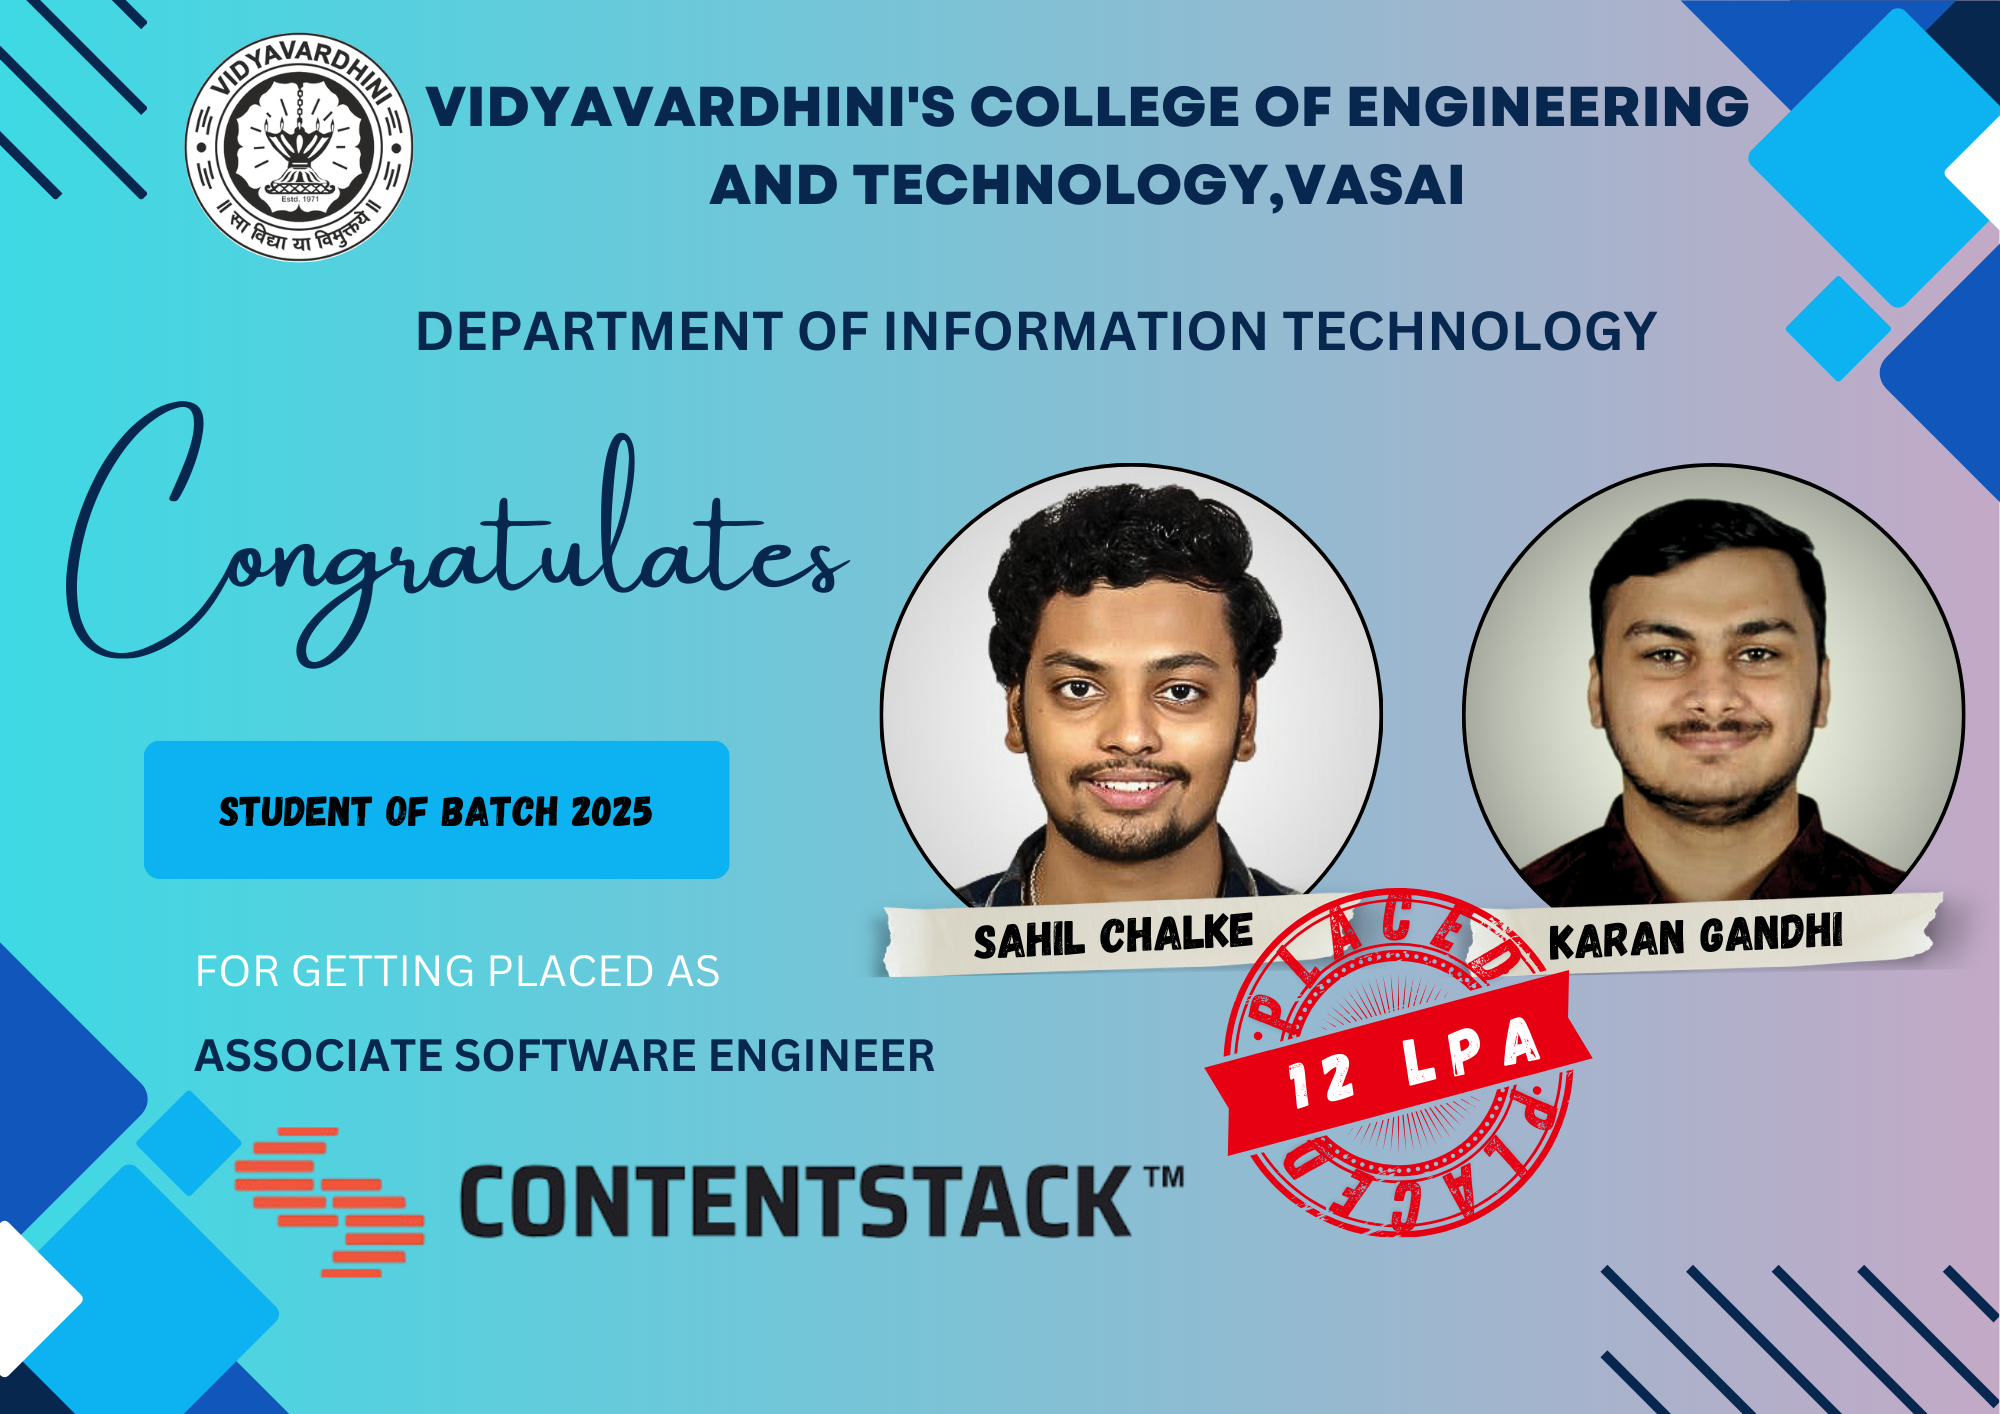 VIDYAVARDHINI
Estd. 1971
॥ सा विद्या या विमुक्तये ॥
VIDYAVARDHINI'S COLLEGE OF ENGINEERING
AND TECHNOLOGY,VASAI
DEPARTMENT OF INFORMATION TECHNOLOGY
Congratulates
STUDENT OF BATCH 2025
SAHIL CHALKE
KARAN GANDHI
FOR GETTING PLACED AS
ASSOCIATE SOFTWARE ENGINEER
PLACED
12 LPA
PLACED
CONTENTSTACK™